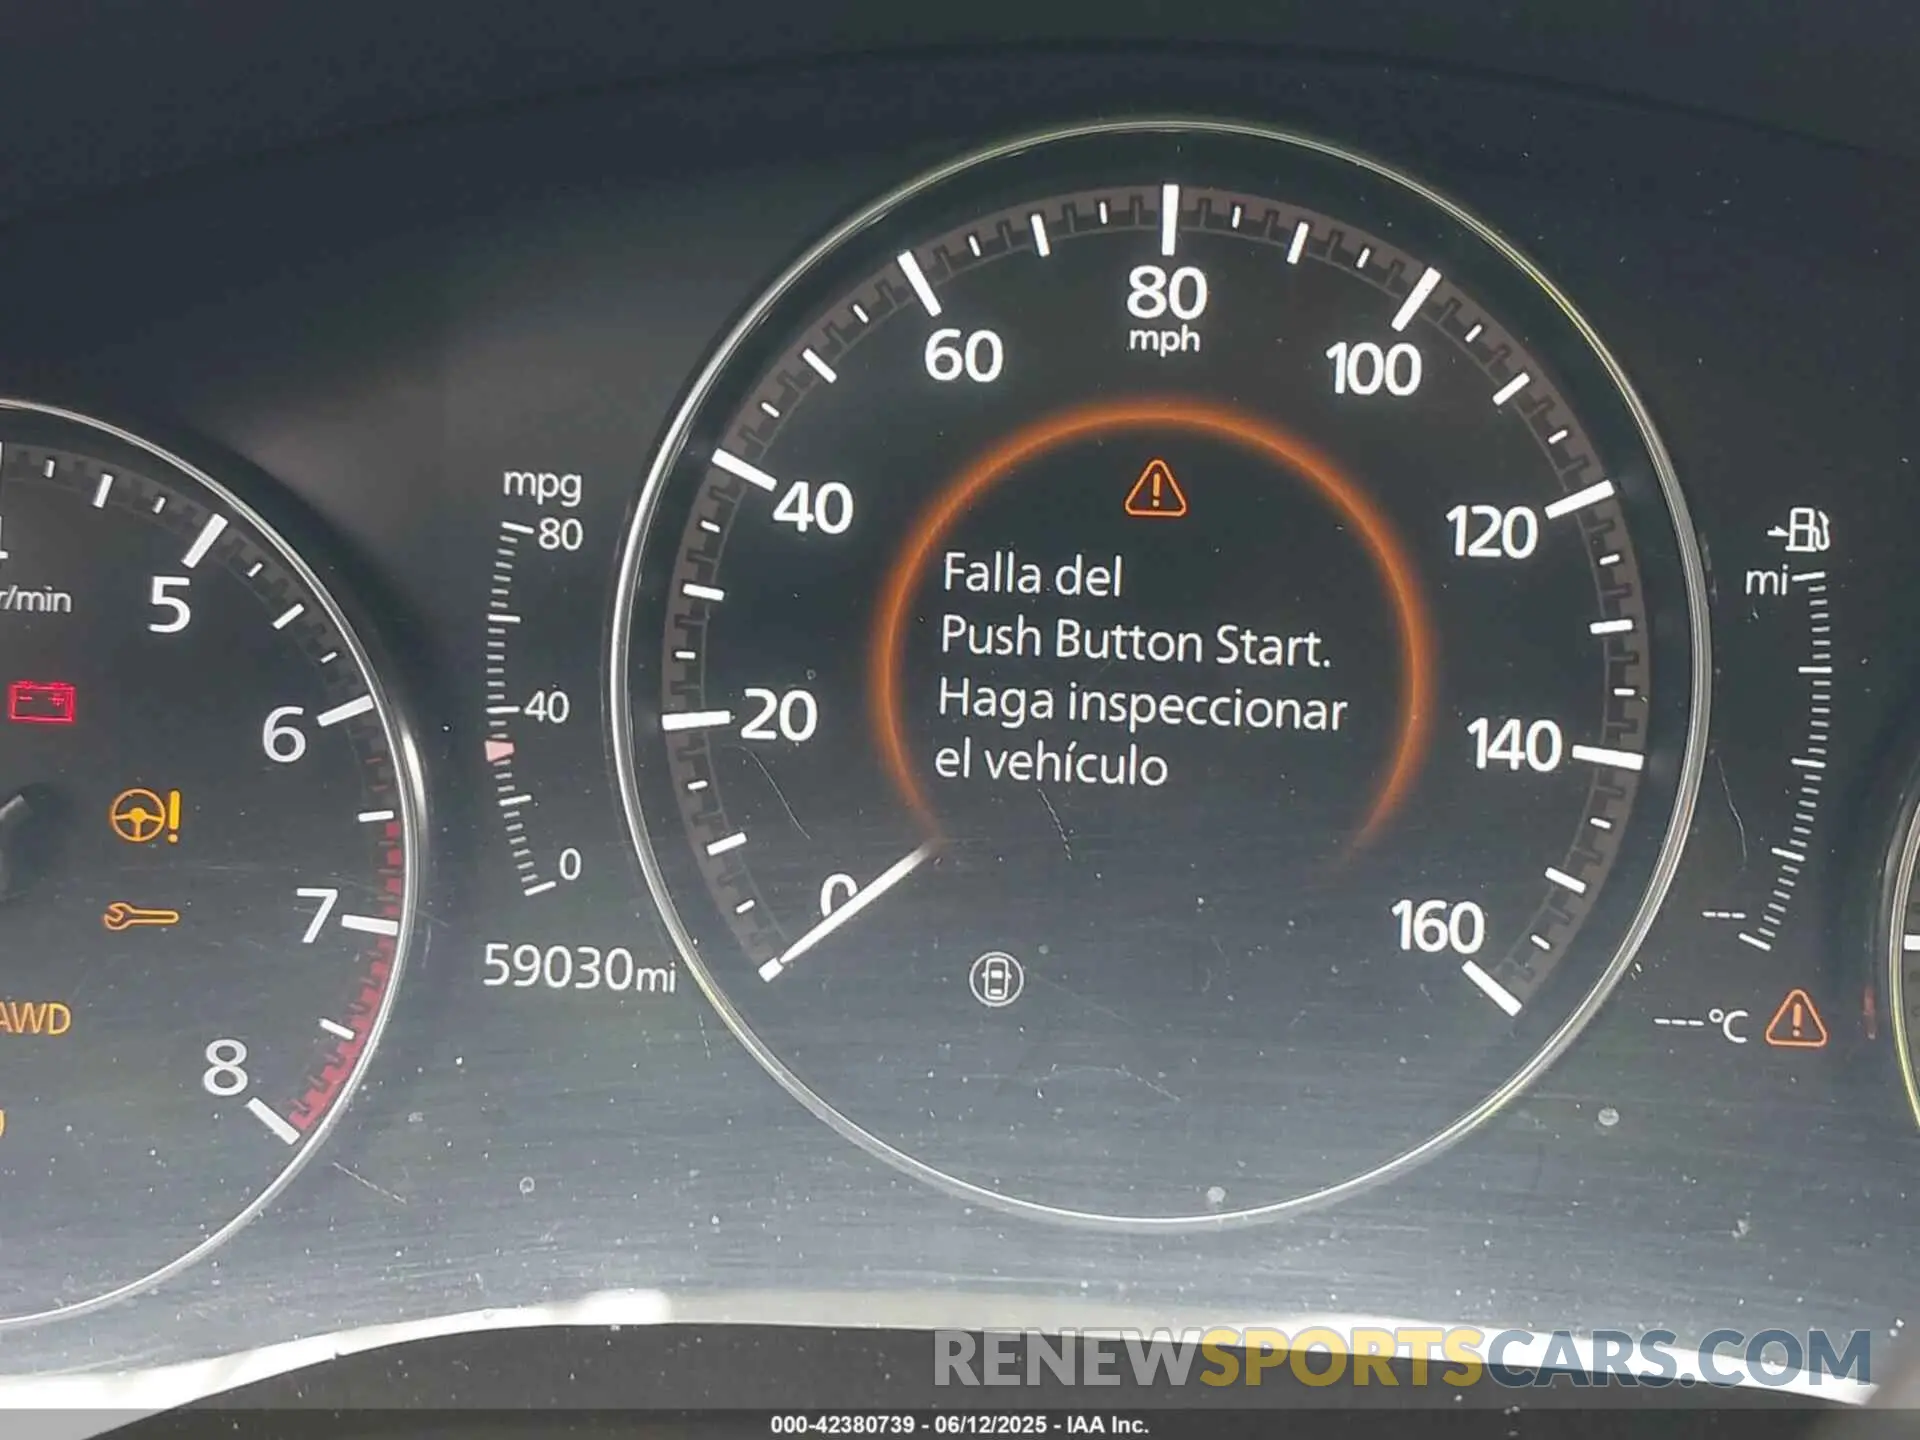 80
mph
60
100
40
120
20
140
0
160
Falla del
Push Button Start.
Haga inspeccionar
el vehículo
mpg
80
40
0
59030mi
5
r/min
6
7
8
AWD
mi
---
---°C
RENEWSPORTSCARS.COM
000-42380739 - 06/12/2025 - IAA Inc.